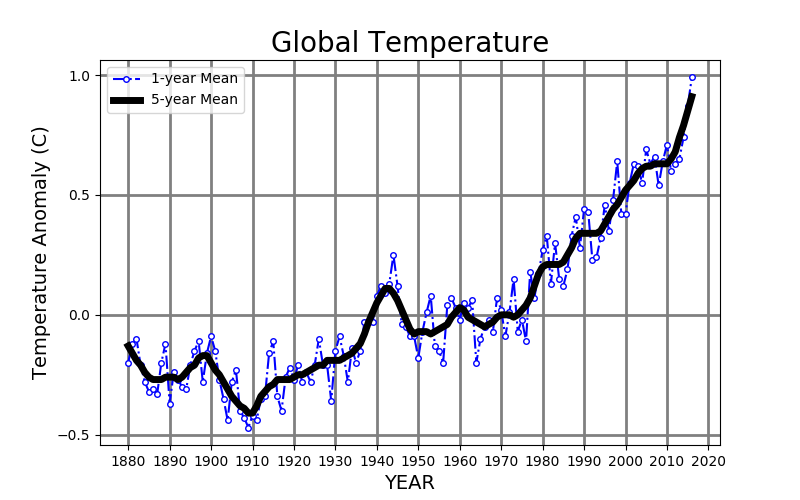 Global Temperature
1-year Mean
5-year Mean
1.0
0.5
0.0
−0.5
Temperature Anomaly (C)
1880 1890 1900 1910 1920 1930 1940 1950 1960 1970 1980 1990 2000 2010 2020
YEAR